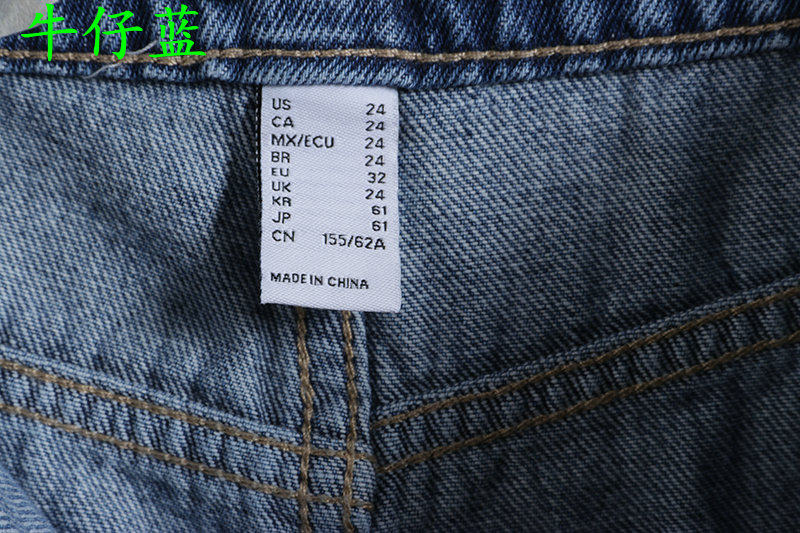 牛仔蓝
US 24
CA 24
MX/ECU 24
BR 24
EU 32
UK 24
KR 61
JP 61
CN 155/62A
MADE IN CHINA